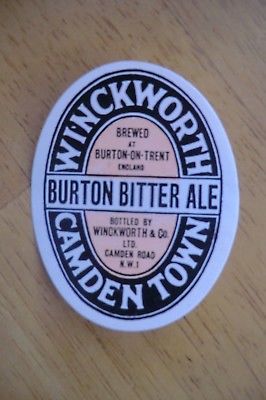 WINCKWORTH
BREWED
AT
BURTON-ON-TRENT
ENGLAND
BURTON BITTER ALE
BOTTLED BY
WINCKWORTH & Co.
LTD.
CAMDEN ROAD
N.W.1
CAMDEN TOWN